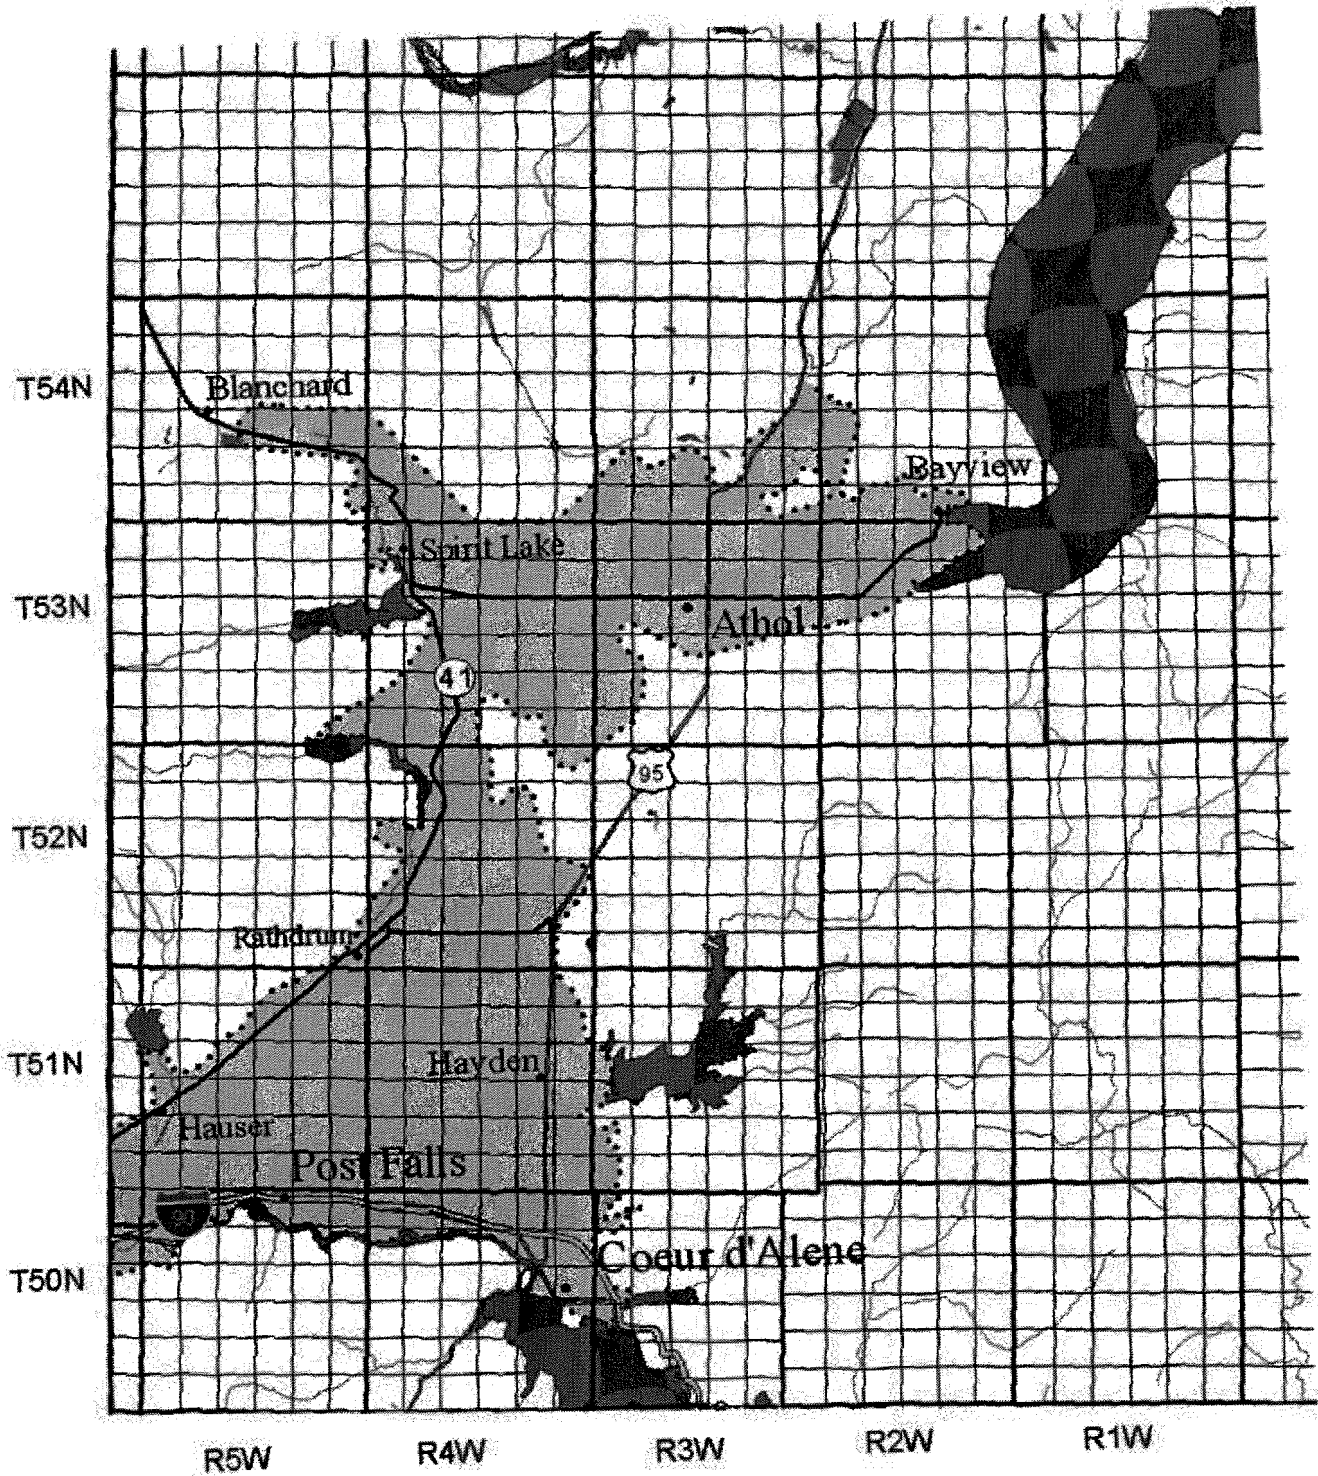 T54N
Blanchard
Bayview
Spirit Lake
T53N
Athol
41
95
T52N
Rathdrum
T51N
Hayden
Hauser
Post Falls
Coeur d'Alene
T50N
R5W
R4W
R3W
R2W
R1W